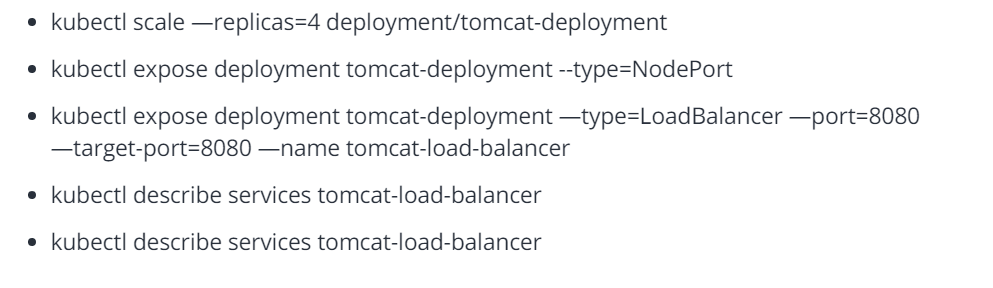 • kubectl scale —replicas=4 deployment/tomcat-deployment
• kubectl expose deployment tomcat-deployment --type=NodePort
• kubectl expose deployment tomcat-deployment —type=LoadBalancer —port=8080
—target-port=8080 —name tomcat-load-balancer
• kubectl describe services tomcat-load-balancer
• kubectl describe services tomcat-load-balancer